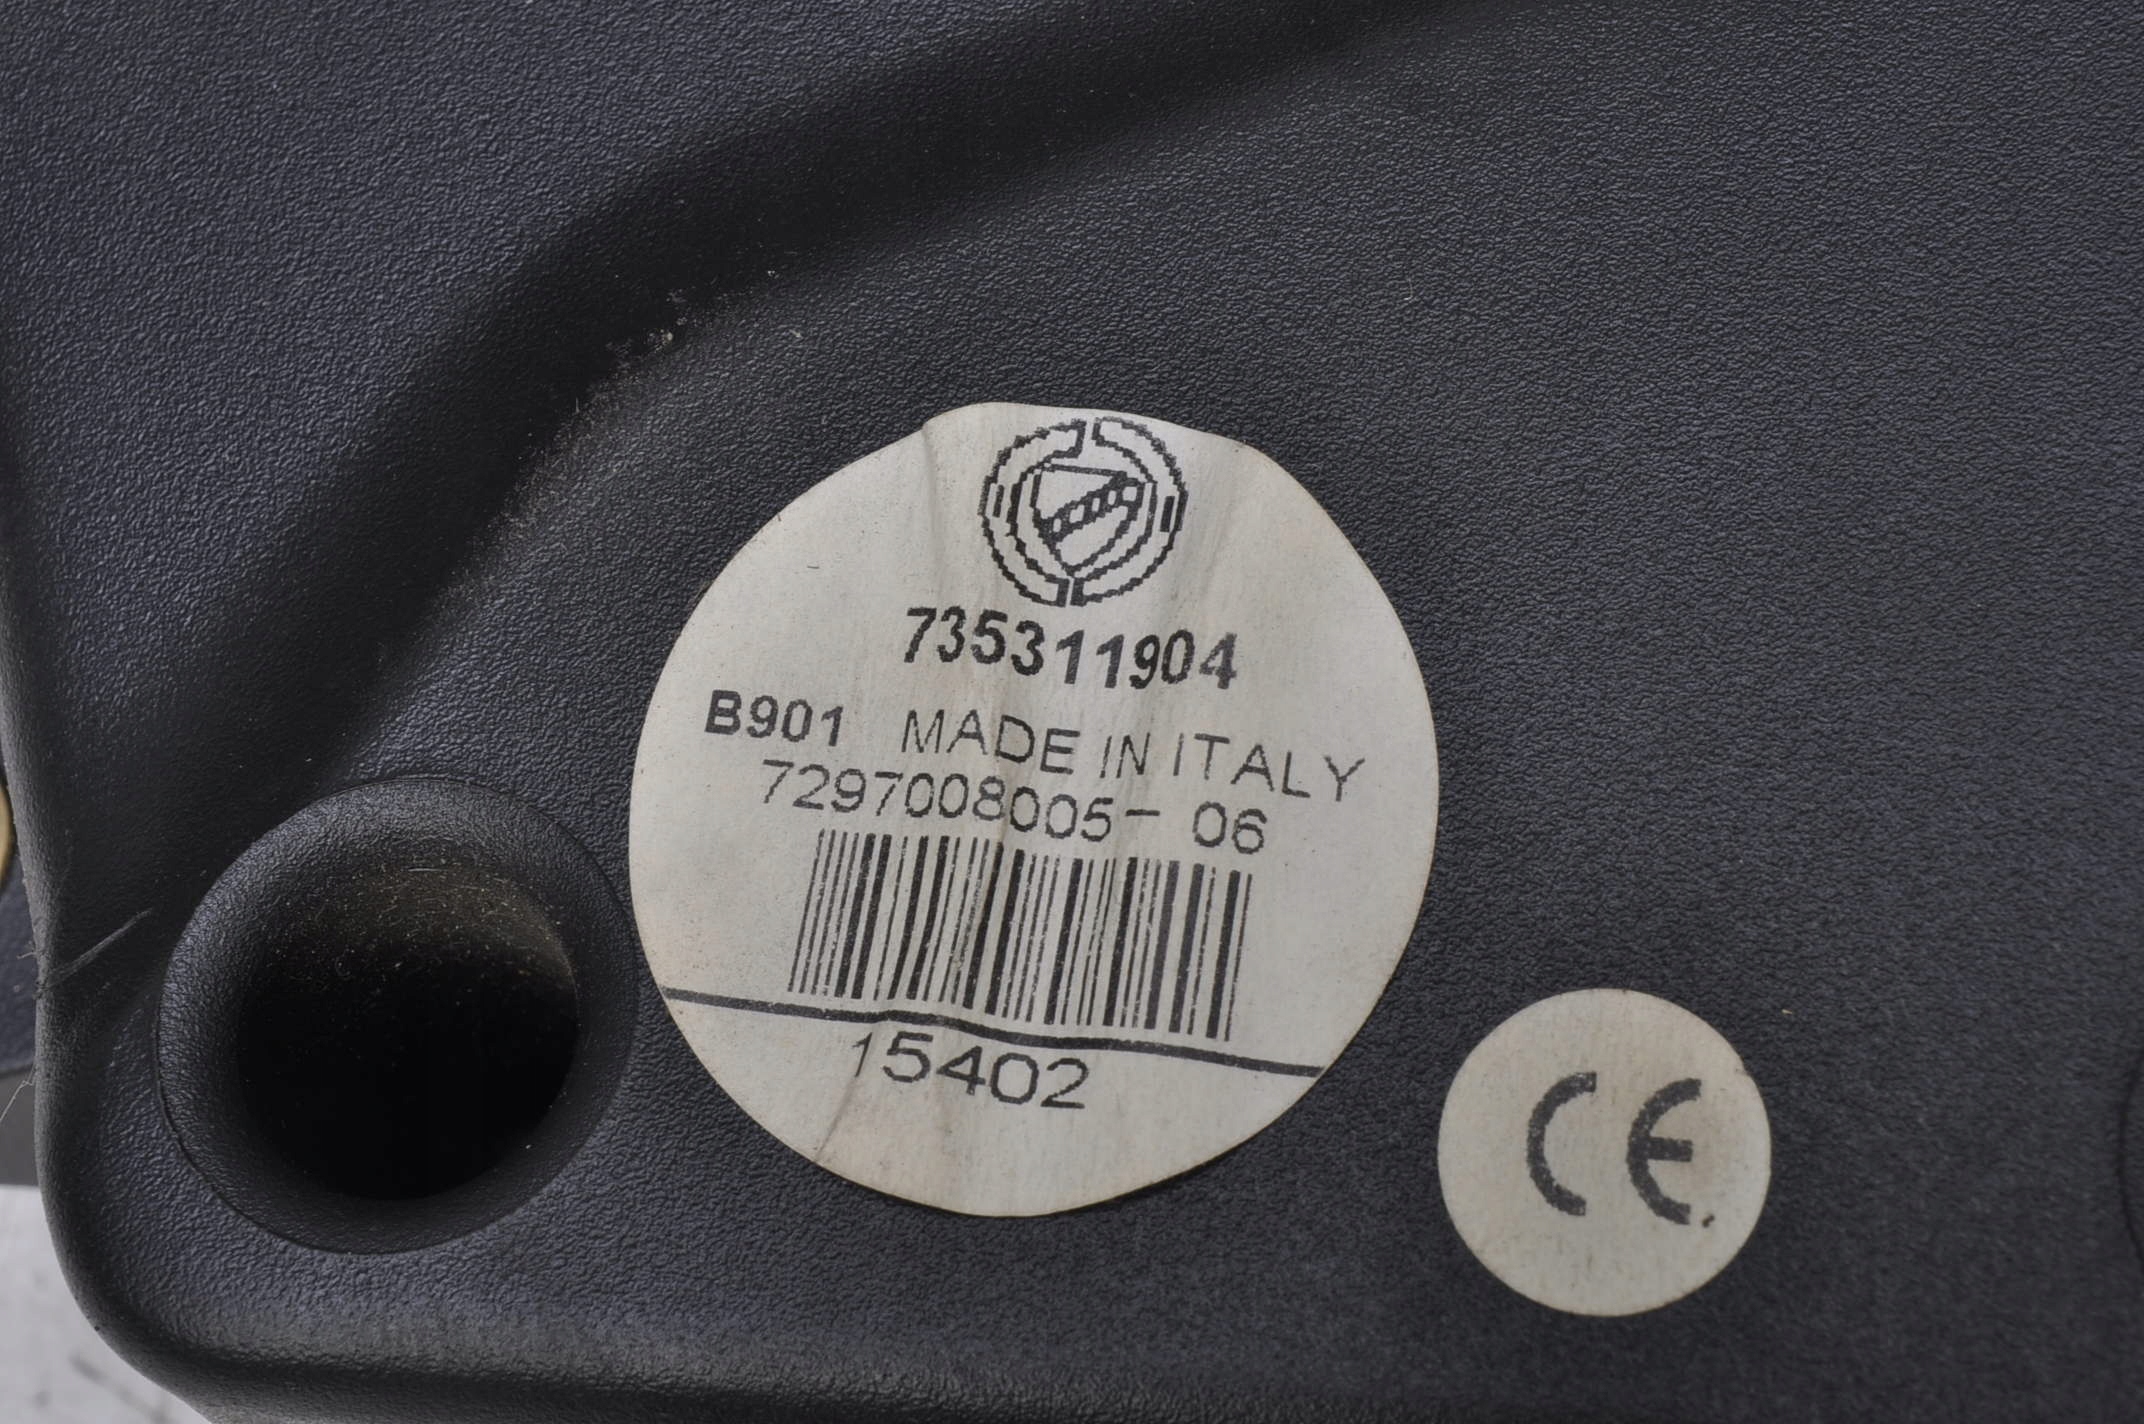 735311904
B901 MADE IN ITALY
7297008005- 06
15402
CE